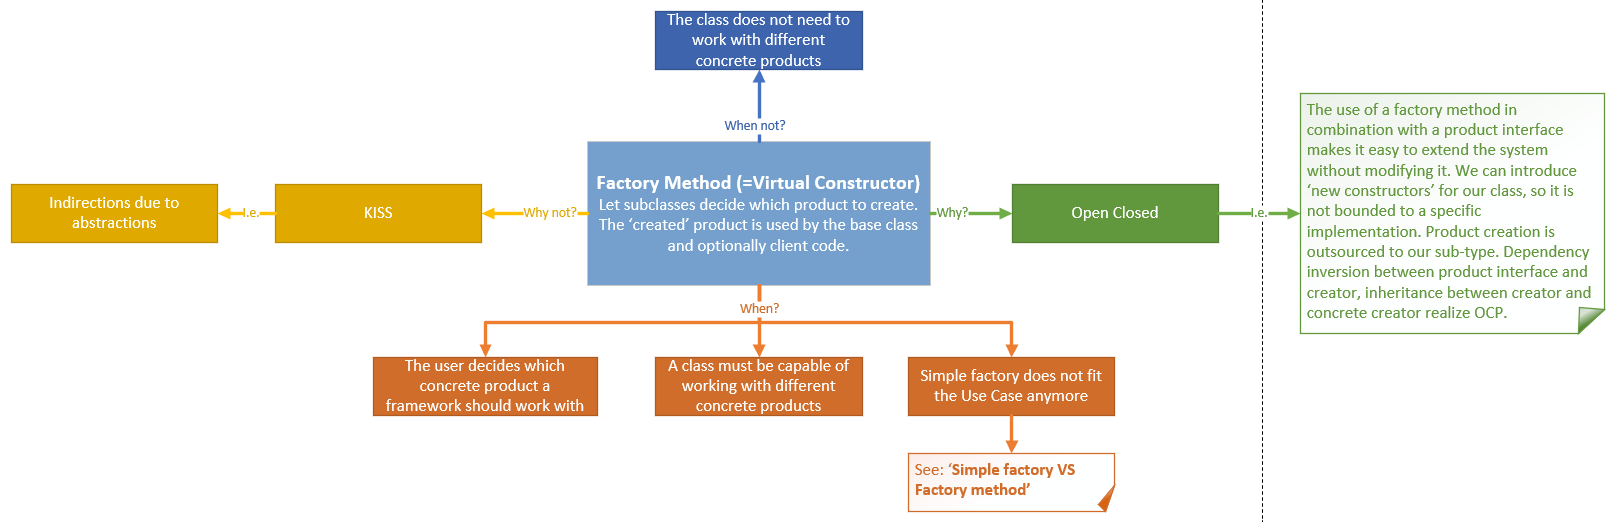 The class does not need to
work with different
concrete products
When not?
Factory Method (=Virtual Constructor)
Let subclasses decide which product to create.
The ‘created’ product is used by the base class
and optionally client code.
Why not?
KISS
I.e.
Indirections due to
abstractions
Why?
Open Closed
I.e.
The use of a factory method in
combination with a product interface
makes it easy to extend the system
without modifying it. We can introduce
‘new constructors’ for our class, so it is
not bounded to a specific
implementation. Product creation is
outsourced to our sub-type. Dependency
inversion between product interface and
creator, inheritance between creator and
concrete creator realize OCP.
When?
The user decides which
concrete product a
framework should work with
A class must be capable of
working with different
concrete products
Simple factory does not fit
the Use Case anymore
See: ‘Simple factory VS
Factory method’